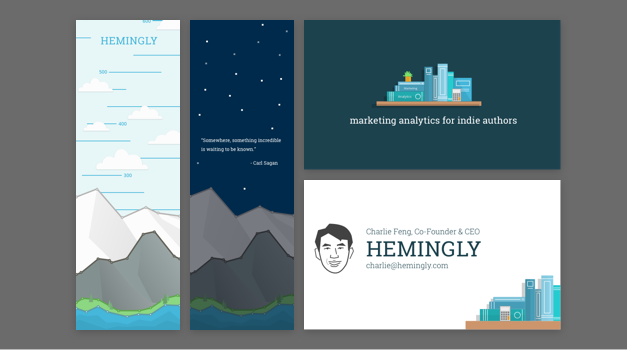 600
HEMINGLY
500
400
300
"Somewhere, something incredible
is waiting to be known."
- Carl Sagan
marketing analytics for indie authors
Charlie Feng, Co-Founder & CEO
HEMINGLY
charlie@hemingly.com